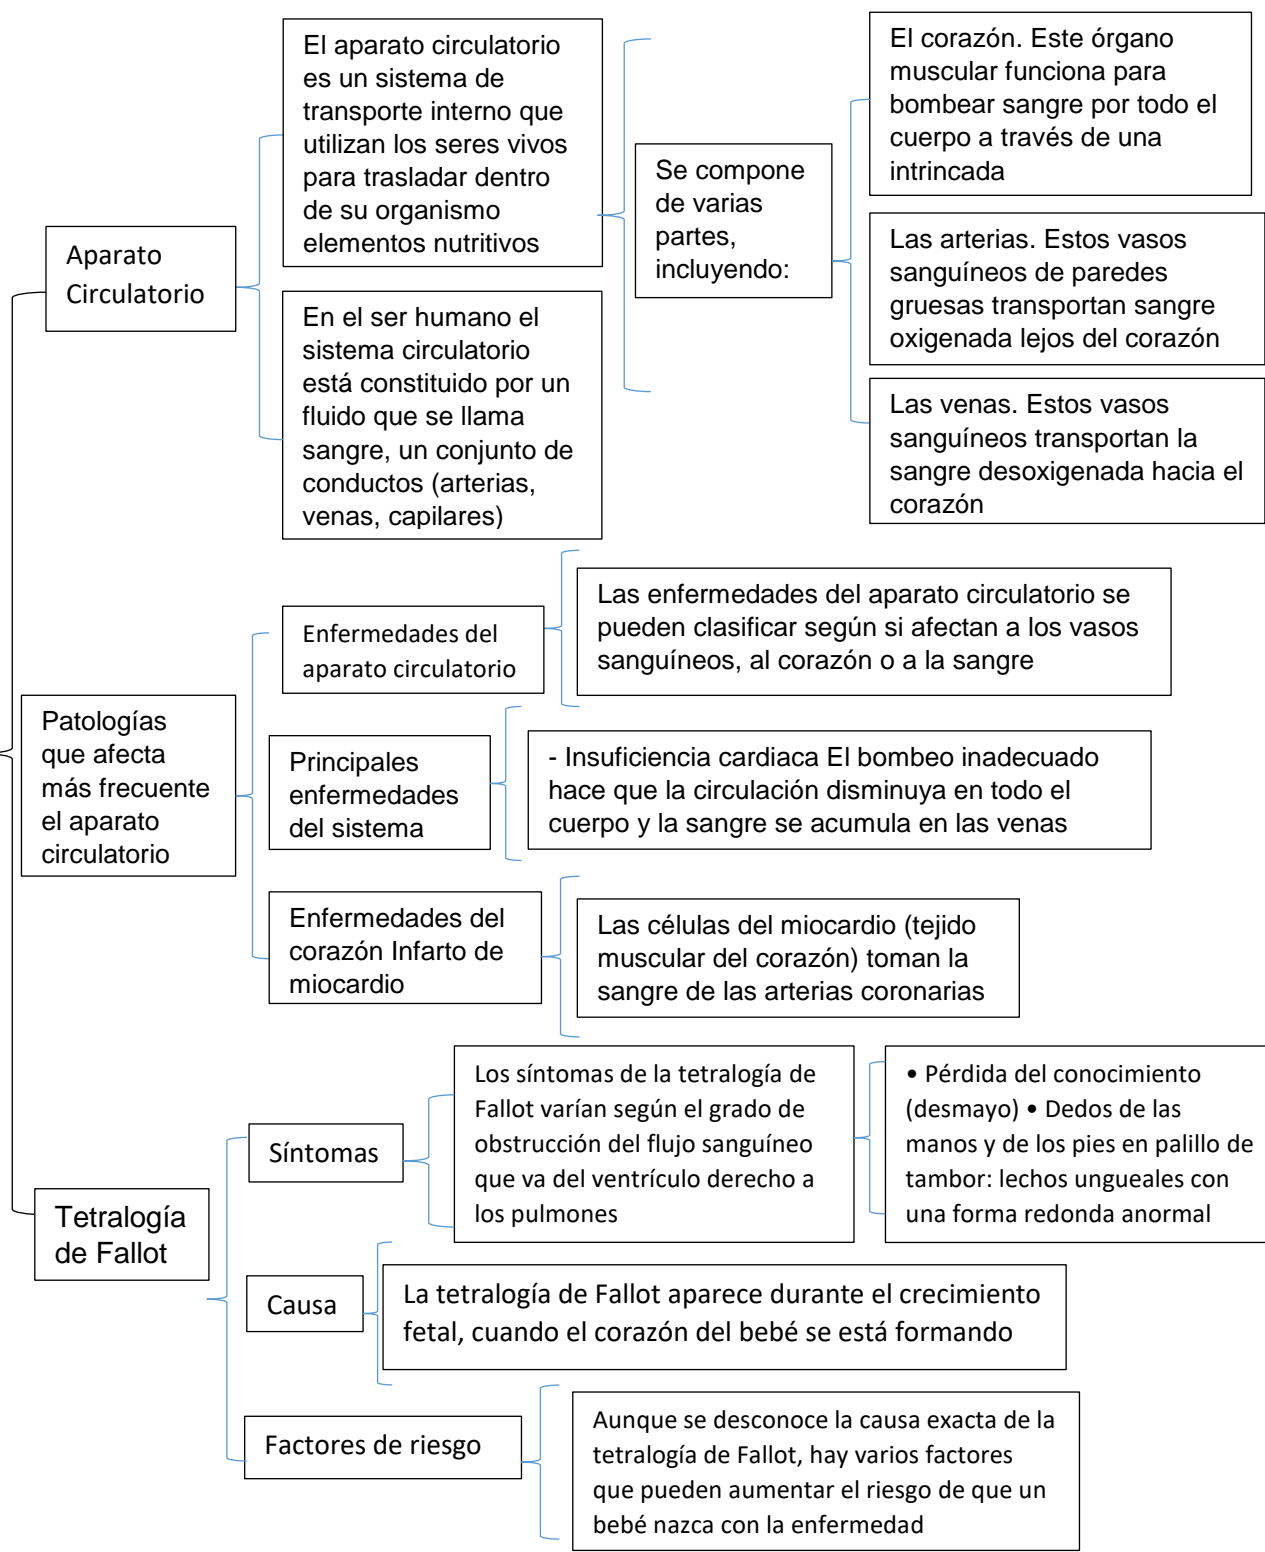 Aparato
Circulatorio
El aparato circulatorio
es un sistema de
transporte interno que
utilizan los seres vivos
para trasladar dentro
de su organismo
elementos nutritivos
En el ser humano el
sistema circulatorio
está constituido por un
fluido que se llama
sangre, un conjunto de
conductos (arterias,
venas, capilares)
Se compone
de varias
partes,
incluyendo:
El corazón. Este órgano
muscular funciona para
bombear sangre por todo el
cuerpo a través de una
intrincada
Las arterias. Estos vasos
sanguíneos de paredes
gruesas transportan sangre
oxigenada lejos del corazón
Las venas. Estos vasos
sanguíneos transportan la
sangre desoxigenada hacia el
corazón
Patologías
que afecta
más frecuente
el aparato
circulatorio
Enfermedades del
aparato circulatorio
Las enfermedades del aparato circulatorio se
pueden clasificar según si afectan a los vasos
sanguíneos, al corazón o a la sangre
Principales
enfermedades
del sistema
- Insuficiencia cardiaca El bombeo inadecuado
hace que la circulación disminuya en todo el
cuerpo y la sangre se acumula en las venas
Enfermedades del
corazón Infarto de
miocardio
Las células del miocardio (tejido
muscular del corazón) toman la
sangre de las arterias coronarias
Tetralogía
de Fallot
Síntomas
Los síntomas de la tetralogía de
Fallot varían según el grado de
obstrucción del flujo sanguíneo
que va del ventrículo derecho a
los pulmones
• Pérdida del conocimiento
(desmayo) • Dedos de las
manos y de los pies en palillo de
tambor: lechos ungueales con
una forma redonda anormal
Causa
La tetralogía de Fallot aparece durante el crecimiento
fetal, cuando el corazón del bebé se está formando
Factores de riesgo
Aunque se desconoce la causa exacta de la
tetralogía de Fallot, hay varios factores
que pueden aumentar el riesgo de que un
bebé nazca con la enfermedad